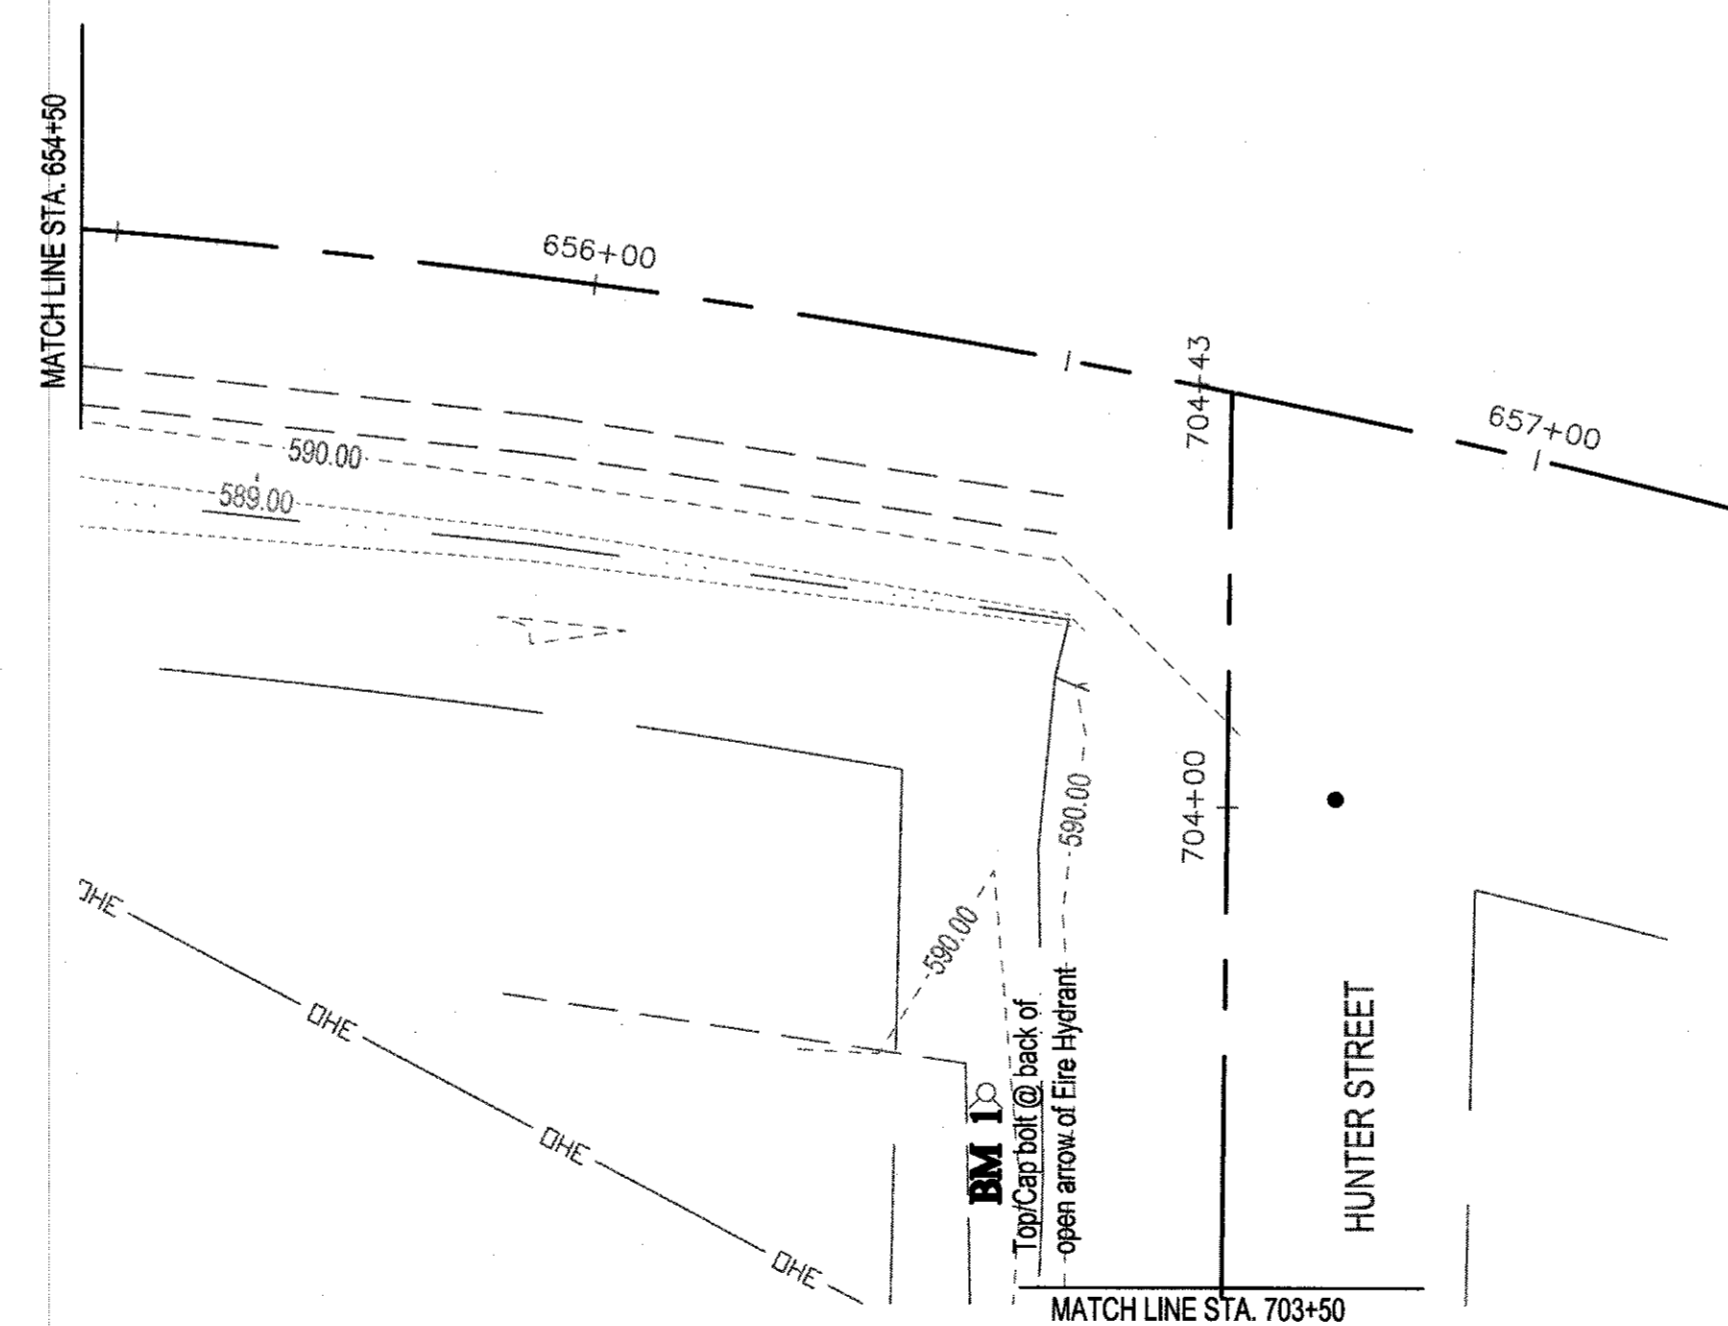 MATCH LINE STA. 654+50
656+00
704+43
657+00
590.00
589.00
590.00
704+00
590.00
OHE
OHE
OHE
OHE
BM 1
Top/Cap bolt @ back of
open arrow of Fire Hydrant
HUNTER STREET
MATCH LINE STA. 703+50